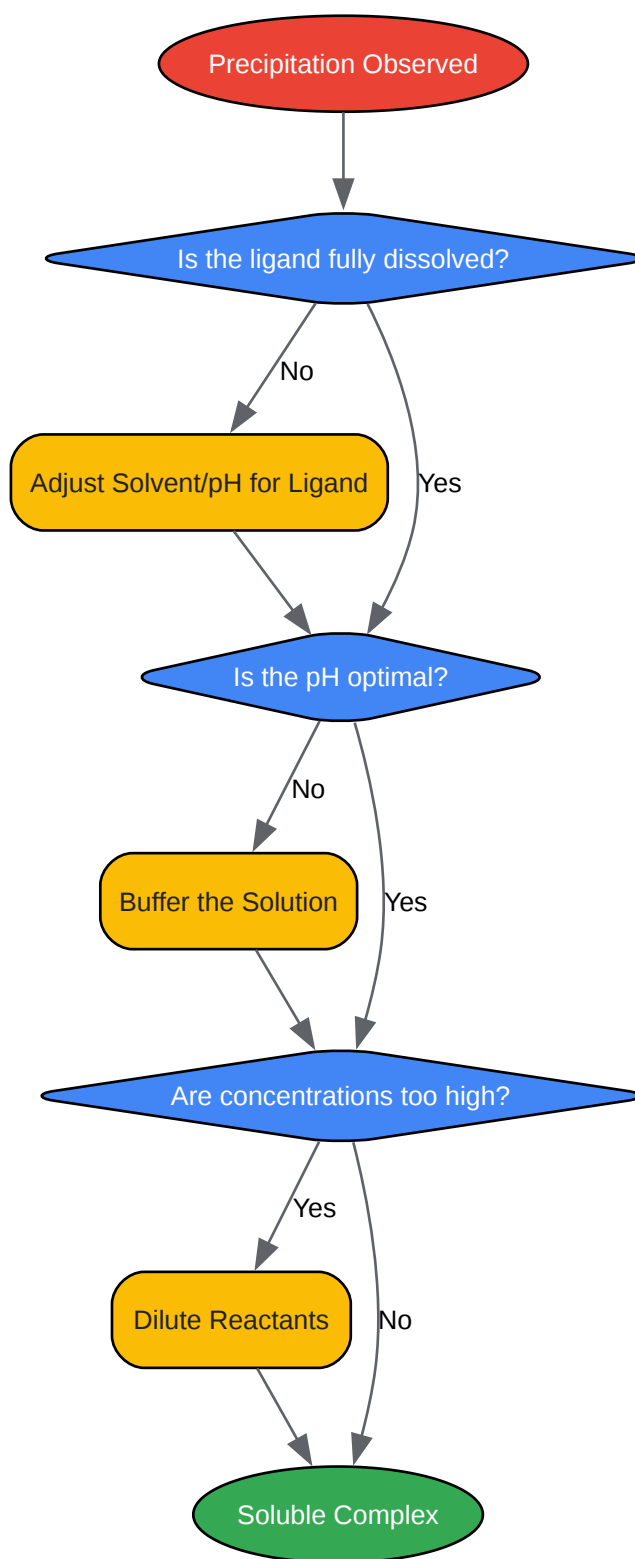 Precipitation Observed
Is the ligand fully dissolved?
No
Adjust Solvent/pH for Ligand
Yes
Is the pH optimal?
No
Buffer the Solution
Yes
Are concentrations too high?
Yes
Dilute Reactants
No
Soluble Complex